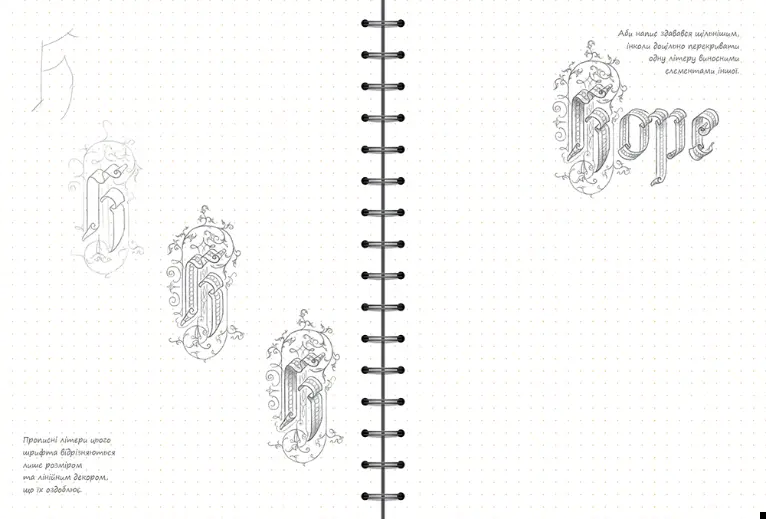 Прописні літери цього
шрифта відрізняються
лише розміром
та лінійним декором,
що їх оздоблює.
Аби напис здавався щільнішим,
інколи доцільно перекривати
одну літеру виносними
елементами іншої.
Hope